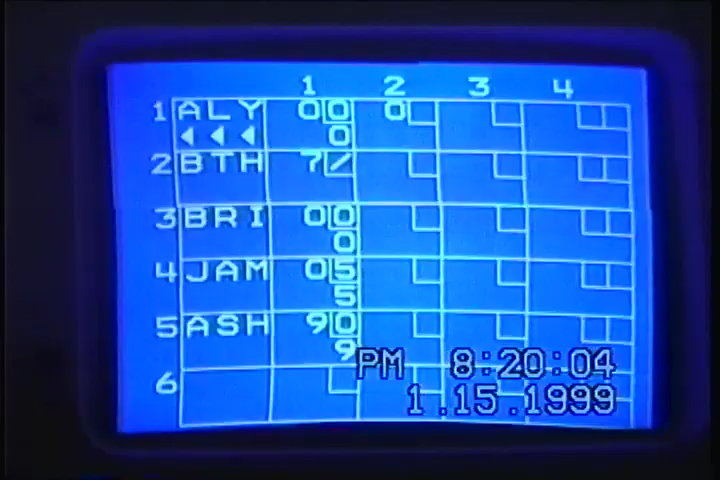 1 2 3 4
1 ALY 0 0 0
◀ ◀ ◀ 0
2 BTH 7 /
3 BRI 0 0
0
4 JAM 0 5
5
5 ASH 9 0
9
6
PM 8:20:04
1.15.1999